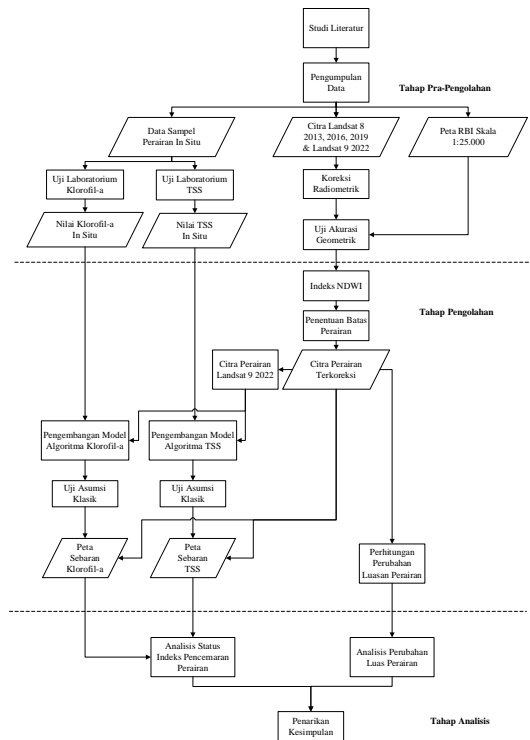 Studi Literatur
Pengumpulan
Data
Tahap Pra-Pengolahan
Data Sampel
Perairan In Situ
Citra Landsat 8
2013, 2016, 2019
& Landsat 9 2022
Peta RBI Skala
1:25.000
Uji Laboratorium
Klorofil-a
Uji Laboratorium
TSS
Koreksi
Radiometrik
Nilai Klorofil-a
In Situ
Nilai TSS
In Situ
Uji Akurasi
Geometrik
Indeks NDWI
Tahap Pengolahan
Penentuan Batas
Perairan
Citra Perairan
Landsat 9 2022
Citra Perairan
Terkoreksi
Pengembangan Model
Algoritma Klorofil-a
Pengembangan Model
Algoritma TSS
Uji Asumsi
Klasik
Uji Asumsi
Klasik
Peta
Sebaran
Klorofil-a
Peta
Sebaran
TSS
Perhitungan
Perubahan
Luasan Perairan
Analisis Status
Indeks Pencemaran
Perairan
Analisis Perubahan
Luas Perairan
Penarikan
Kesimpulan
Tahap Analisis